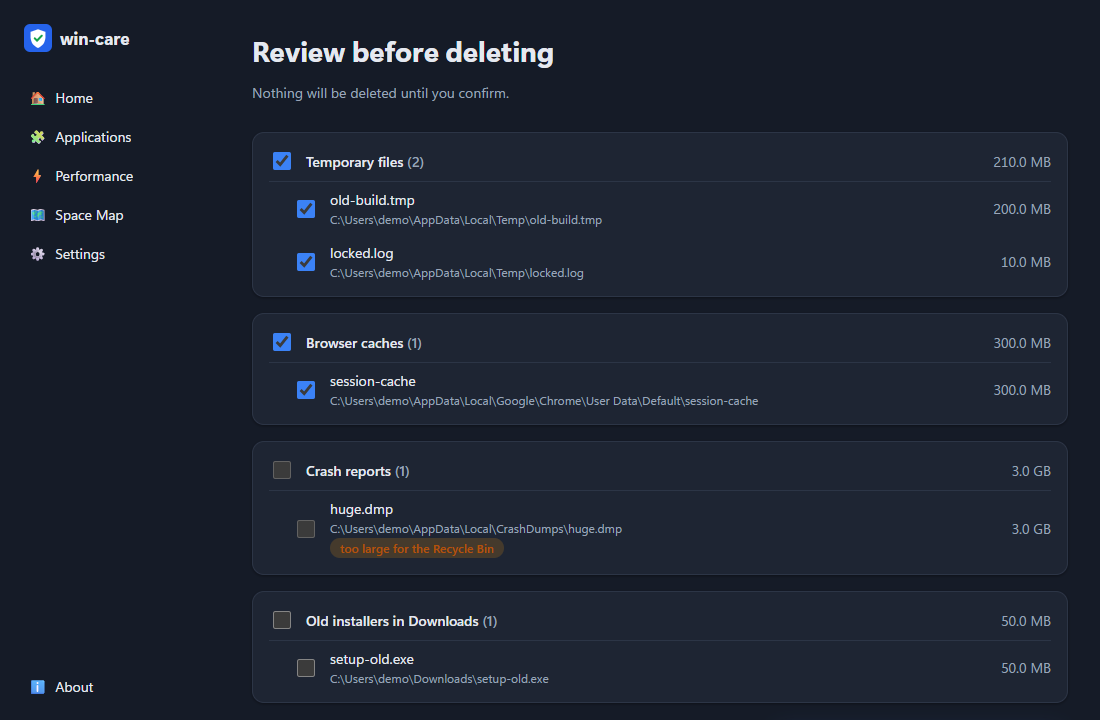 win-care
Home
Applications
Performance
Space Map
Settings
About
Review before deleting
Nothing will be deleted until you confirm.
Temporary files (2) 210.0 MB
old-build.tmp
C:\Users\demo\AppData\Local\Temp\old-build.tmp
200.0 MB
locked.log
C:\Users\demo\AppData\Local\Temp\locked.log
10.0 MB
Browser caches (1) 300.0 MB
session-cache
C:\Users\demo\AppData\Local\Google\Chrome\User Data\Default\session-cache
300.0 MB
Crash reports (1) 3.0 GB
huge.dmp
C:\Users\demo\AppData\Local\CrashDumps\huge.dmp
3.0 GB
too large for the Recycle Bin
Old installers in Downloads (1) 50.0 MB
setup-old.exe
C:\Users\demo\Downloads\setup-old.exe
50.0 MB